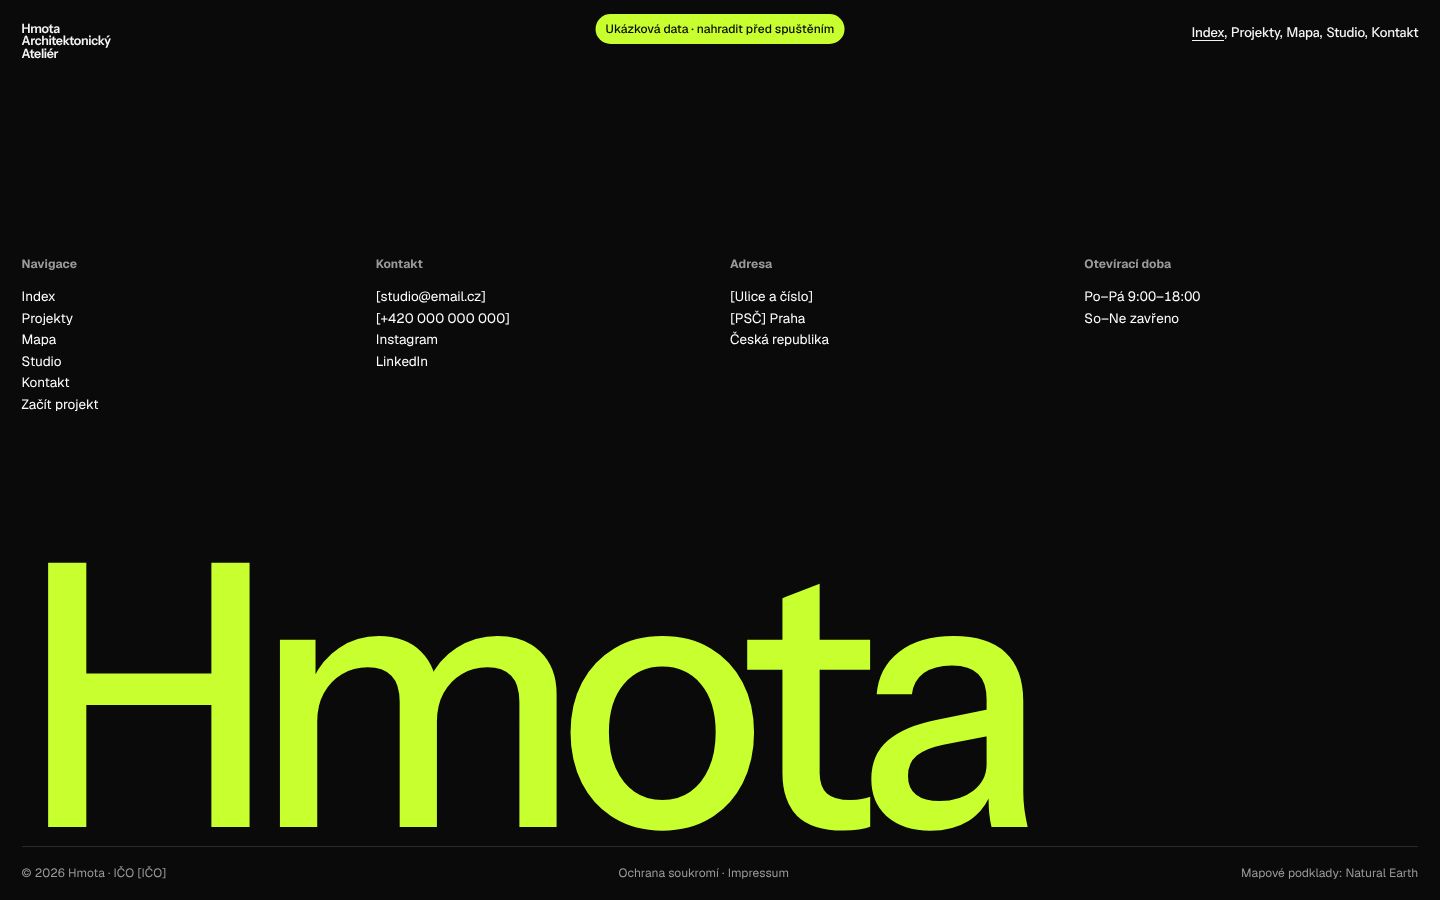 Hmota
Architektonický
Ateliér
Ukázková data · nahradit před spuštěním
Index, Projekty, Mapa, Studio, Kontakt
Navigace
Index
Projekty
Mapa
Studio
Kontakt
Začít projekt
Kontakt
[studio@email.cz]
[+420 000 000 000]
Instagram
LinkedIn
Adresa
[Ulice a číslo]
[PSČ] Praha
Česká republika
Otevírací doba
Po–Pá 9:00–18:00
So–Ne zavřeno
Hmota
© 2026 Hmota · IČO [IČO]
Ochrana soukromí · Impressum
Mapové podklady: Natural Earth